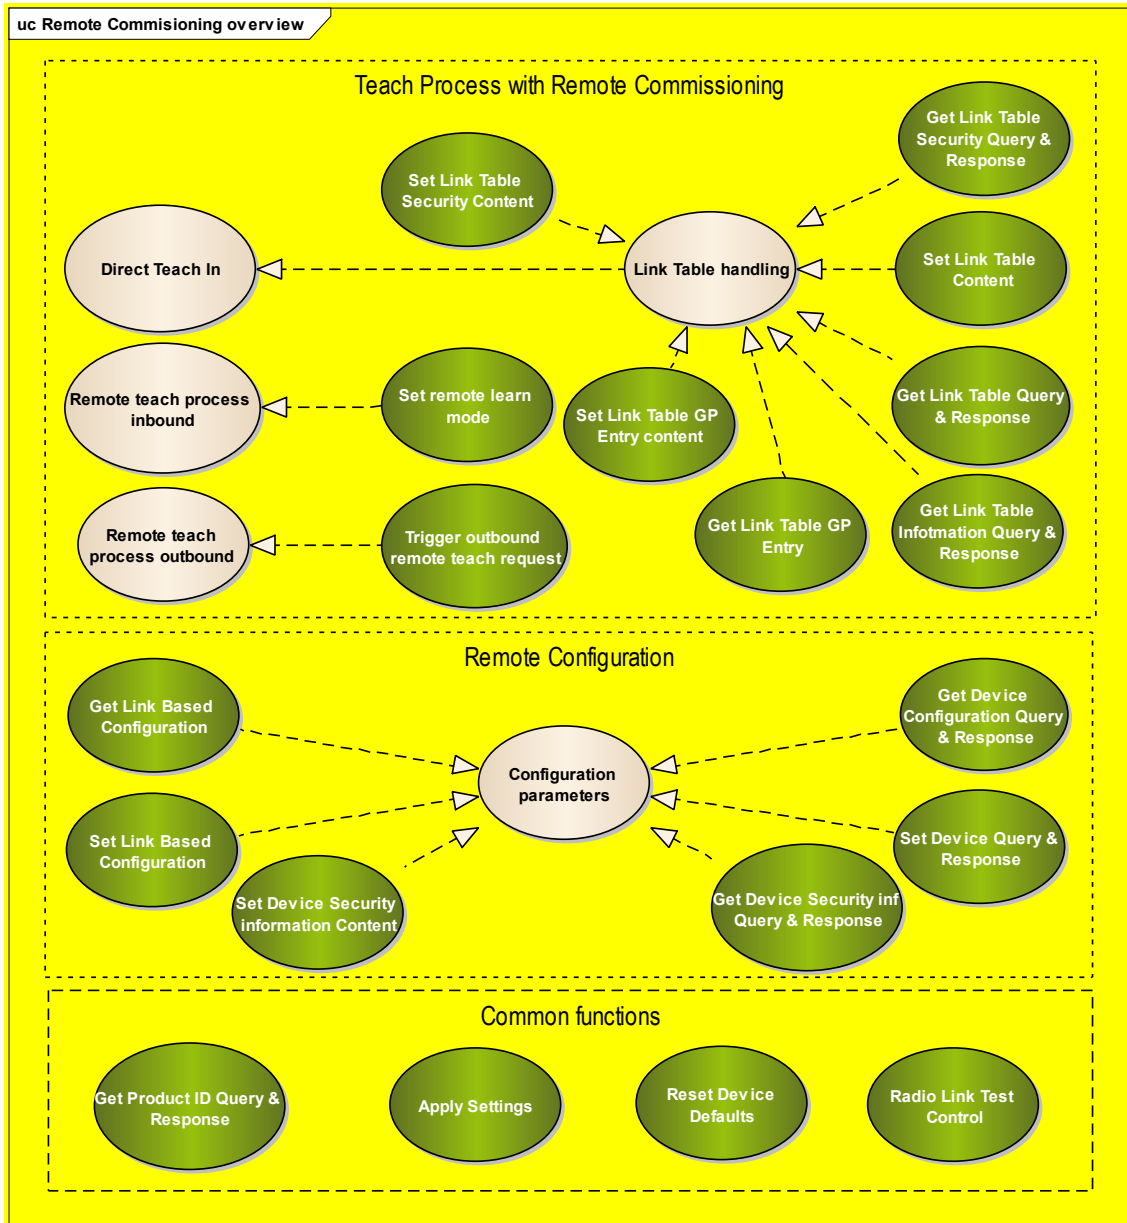 uc Remote Commisioning overview
Teach Process with Remote Commissioning
Get Link Table
Security Query &
Response
Set Link Table
Security Content
Direct Teach In
Link Table handling
Set Link Table
Content
Remote teach process
inbound
Set remote learn
mode
Set Link Table GP
Entry content
Get Link Table Query
& Response
Remote teach
process outbound
Trigger outbound
remote teach request
Get Link Table GP
Entry
Get Link Table
Infotmation Query &
Response
Remote Configuration
Get Link Based
Configuration
Get Device
Configuration Query
& Response
Configuration
parameters
Set Link Based
Configuration
Set Device Query &
Response
Set Device Security
information Content
Get Device Security inf
Query & Response
Common functions
Get Product ID Query &
Response
Apply Settings
Reset Device
Defaults
Radio Link Test
Control